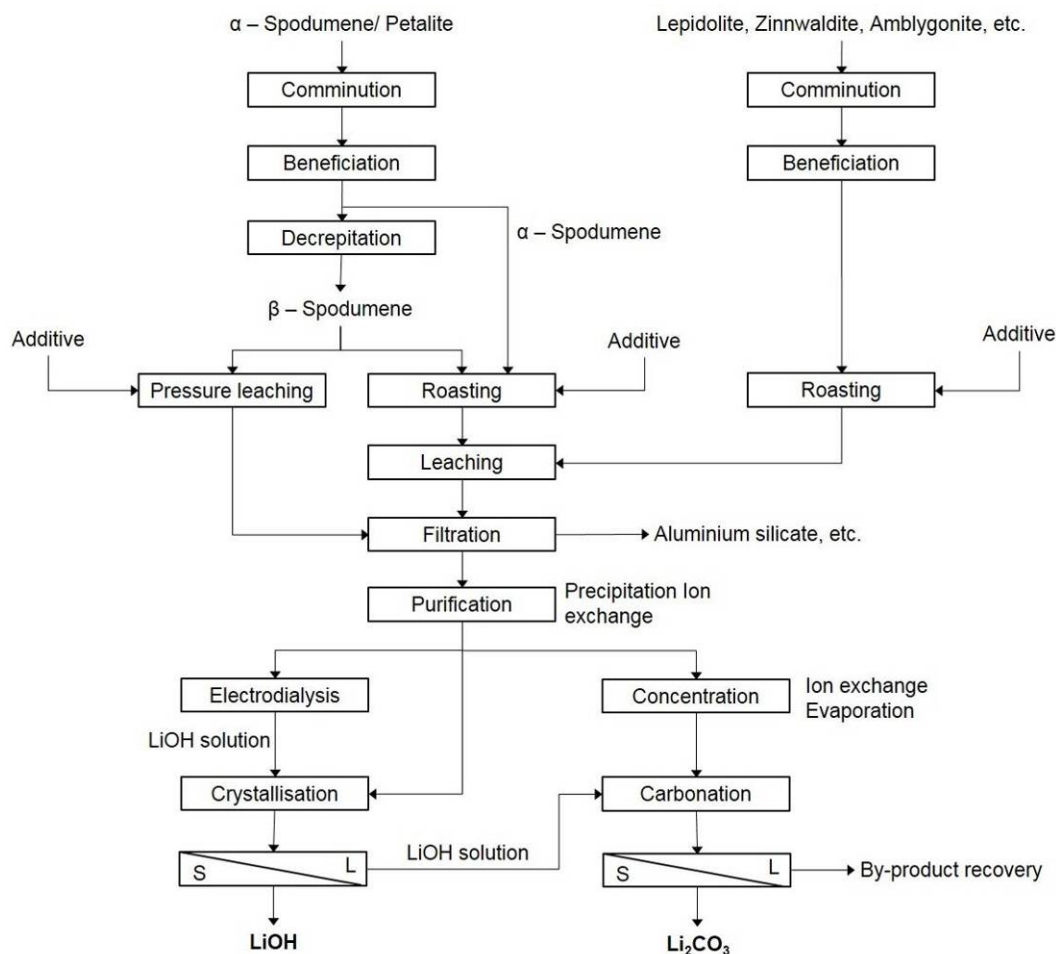 α – Spodumene/ Petalite
Lepidolite, Zinnwaldite, Amblygonite, etc.
Comminution
Comminution
Beneficiation
Beneficiation
Decrepitation
α – Spodumene
β – Spodumene
Additive
Additive
Additive
Pressure leaching
Roasting
Roasting
Leaching
Filtration
Aluminium silicate, etc.
Purification
Precipitation Ion
exchange
Electrodialysis
Concentration
Ion exchange
Evaporation
LiOH solution
Crystallisation
Carbonation
S
L
LiOH solution
S
L
By-product recovery
LiOH
Li₂CO₃